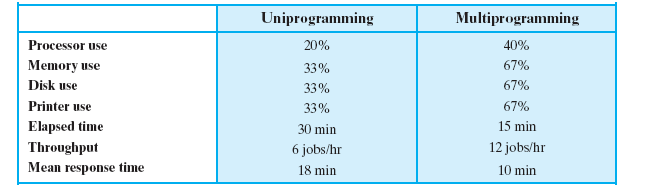 Uniprogramming Multiprogramming
Processor use 20% 40%
Memory use 33% 67%
Disk use 33% 67%
Printer use 33% 67%
Elapsed time 30 min 15 min
Throughput 6 jobs/hr 12 jobs/hr
Mean response time 18 min 10 min